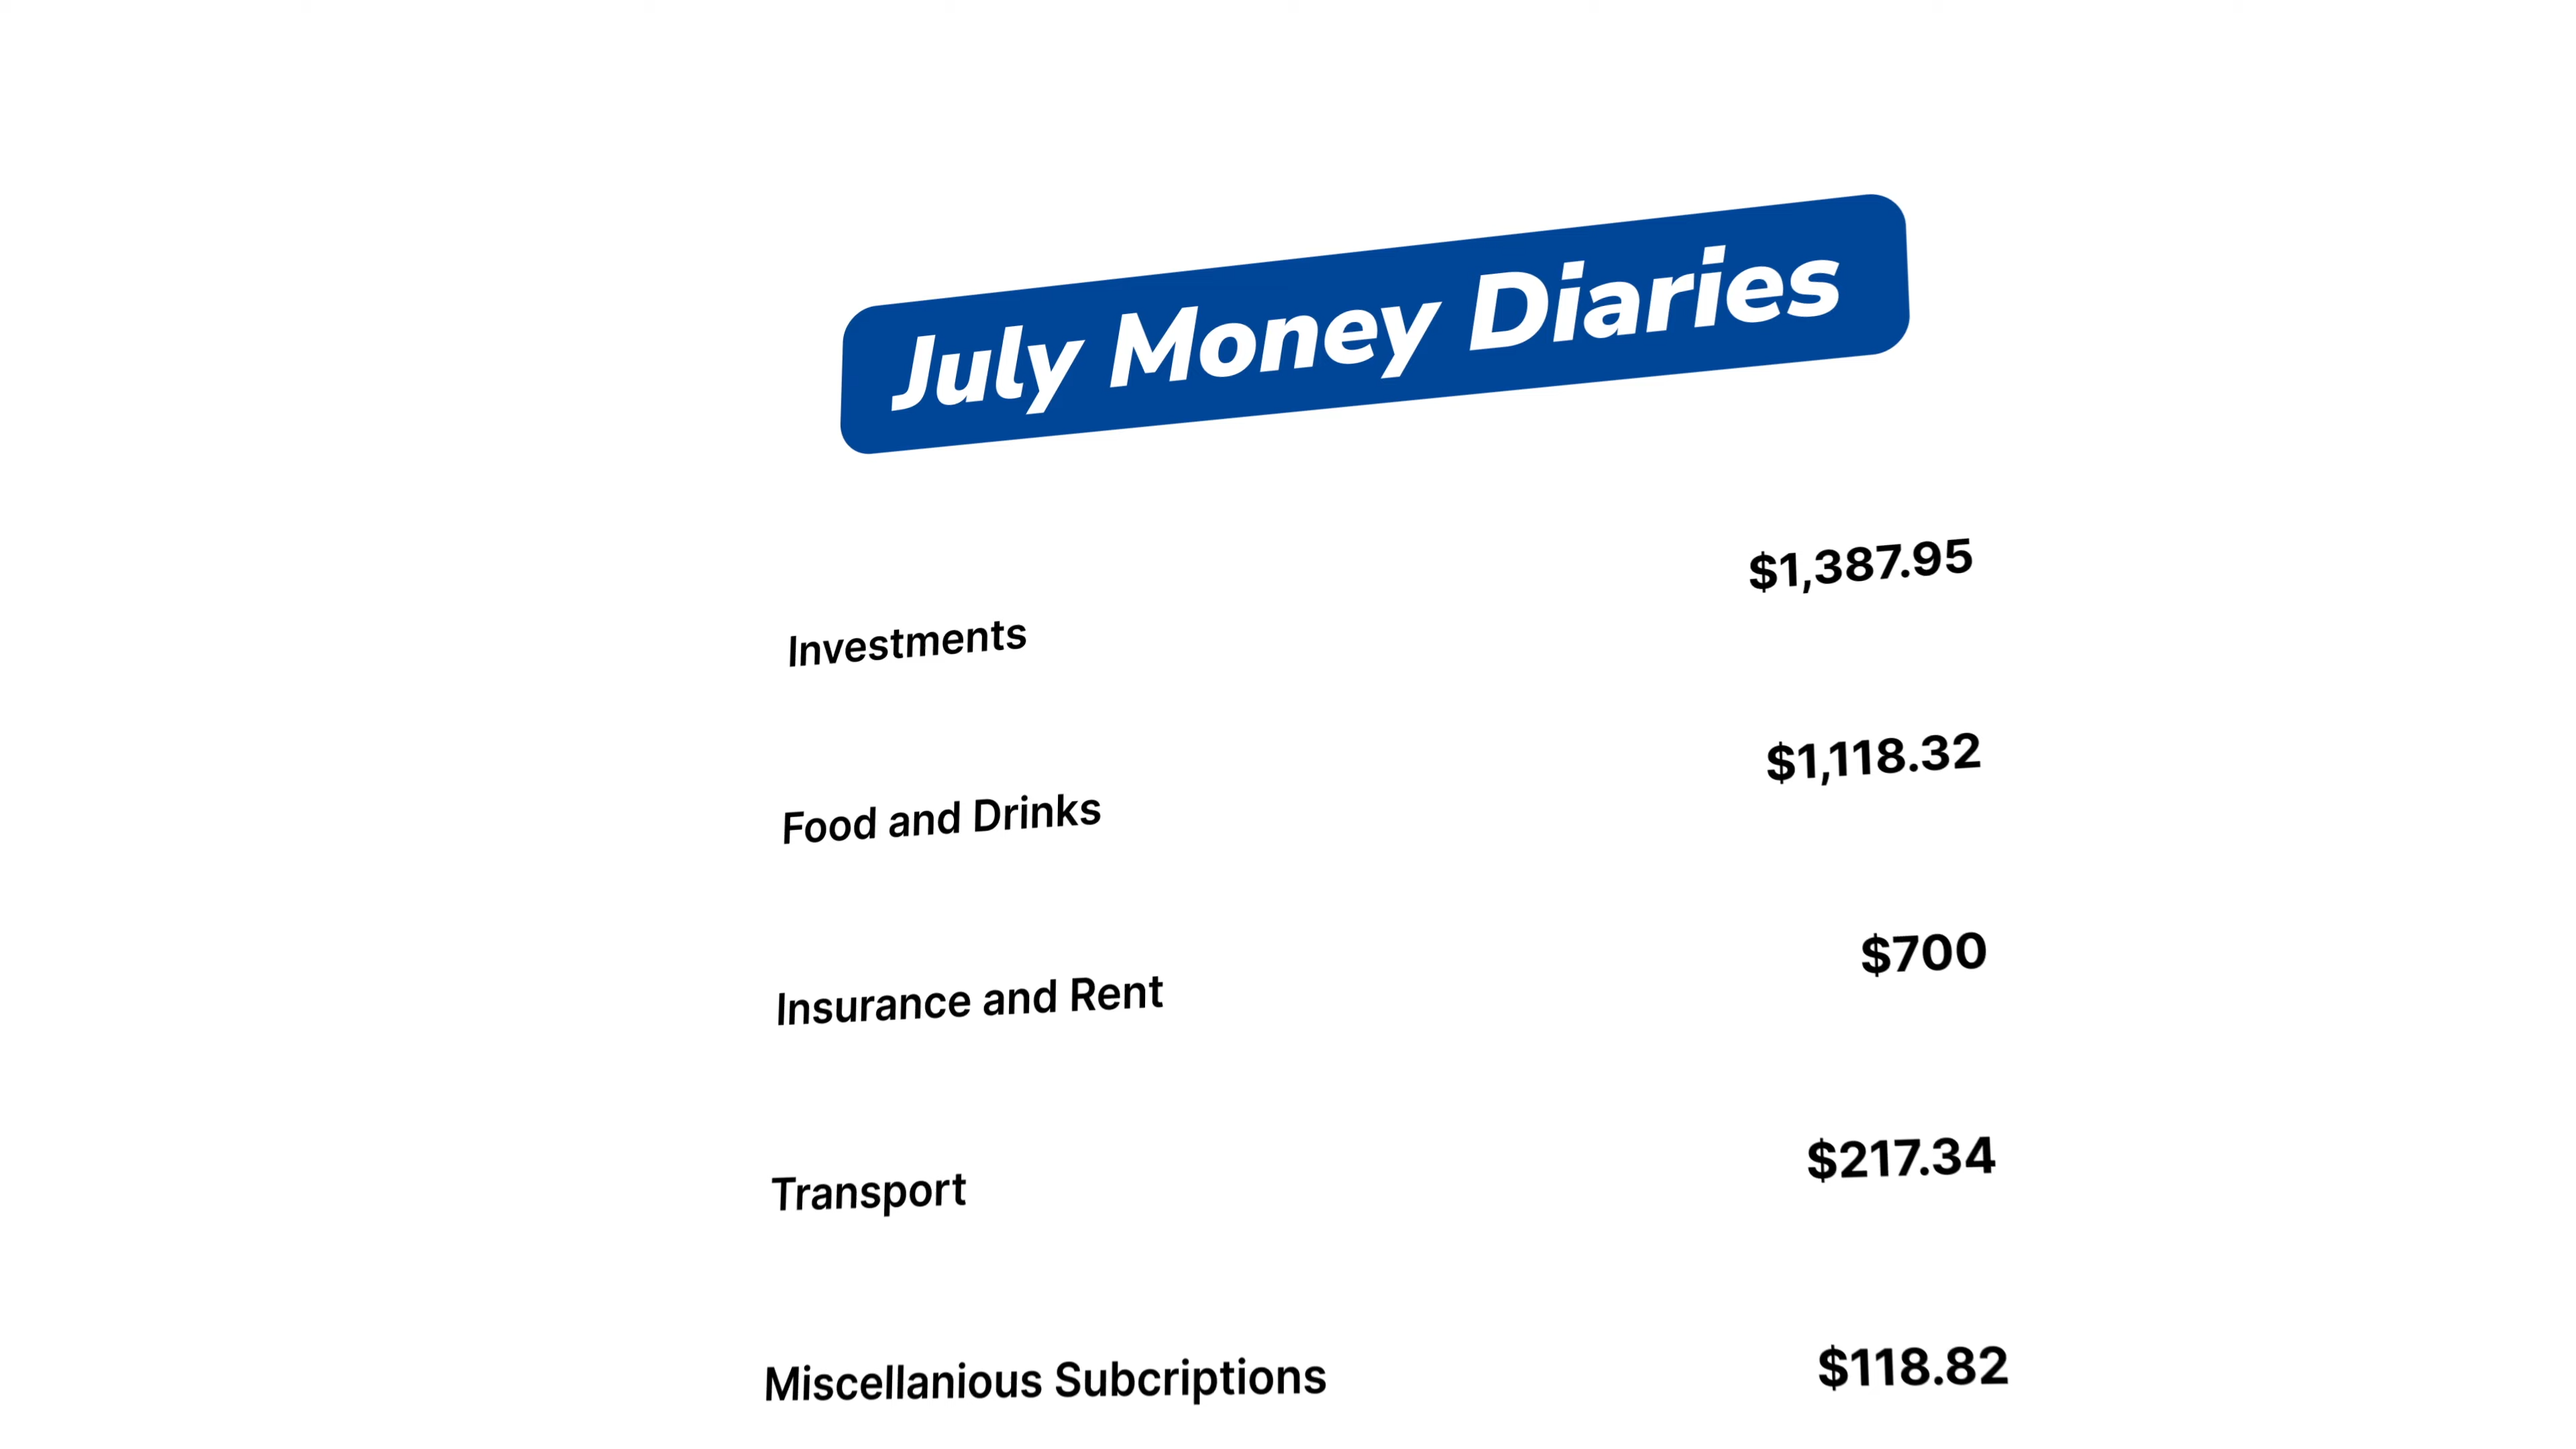 July Money Diaries
Investments $1,387.95
Food and Drinks $1,118.32
Insurance and Rent $700
Transport $217.34
Miscellanious Subcriptions $118.82